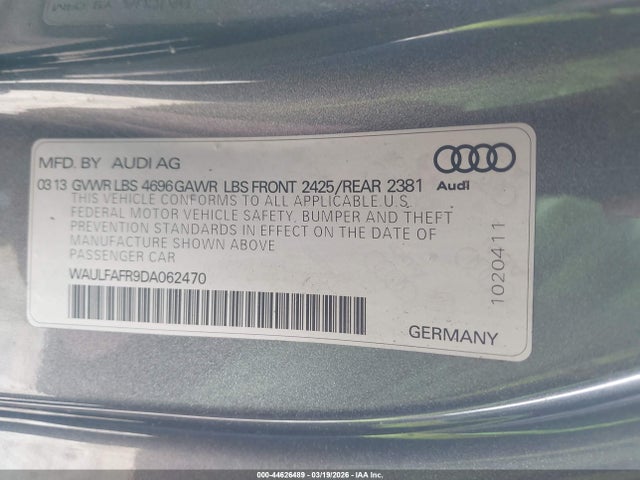 MFD. BY AUDI AG
03 13 GVWR LBS 4696 GAWR LBS FRONT 2425/REAR 2381
THIS VEHICLE CONFORMS TO ALL APPLICABLE U.S.
FEDERAL MOTOR VEHICLE SAFETY, BUMPER AND THEFT
PREVENTION STANDARDS IN EFFECT ON THE DATE OF
MANUFACTURE SHOWN ABOVE
PASSENGER CAR
WAULFAFR9DA062470
Audi
1020411
GERMANY
000-44626489 - 03/19/2026 - IAA Inc.